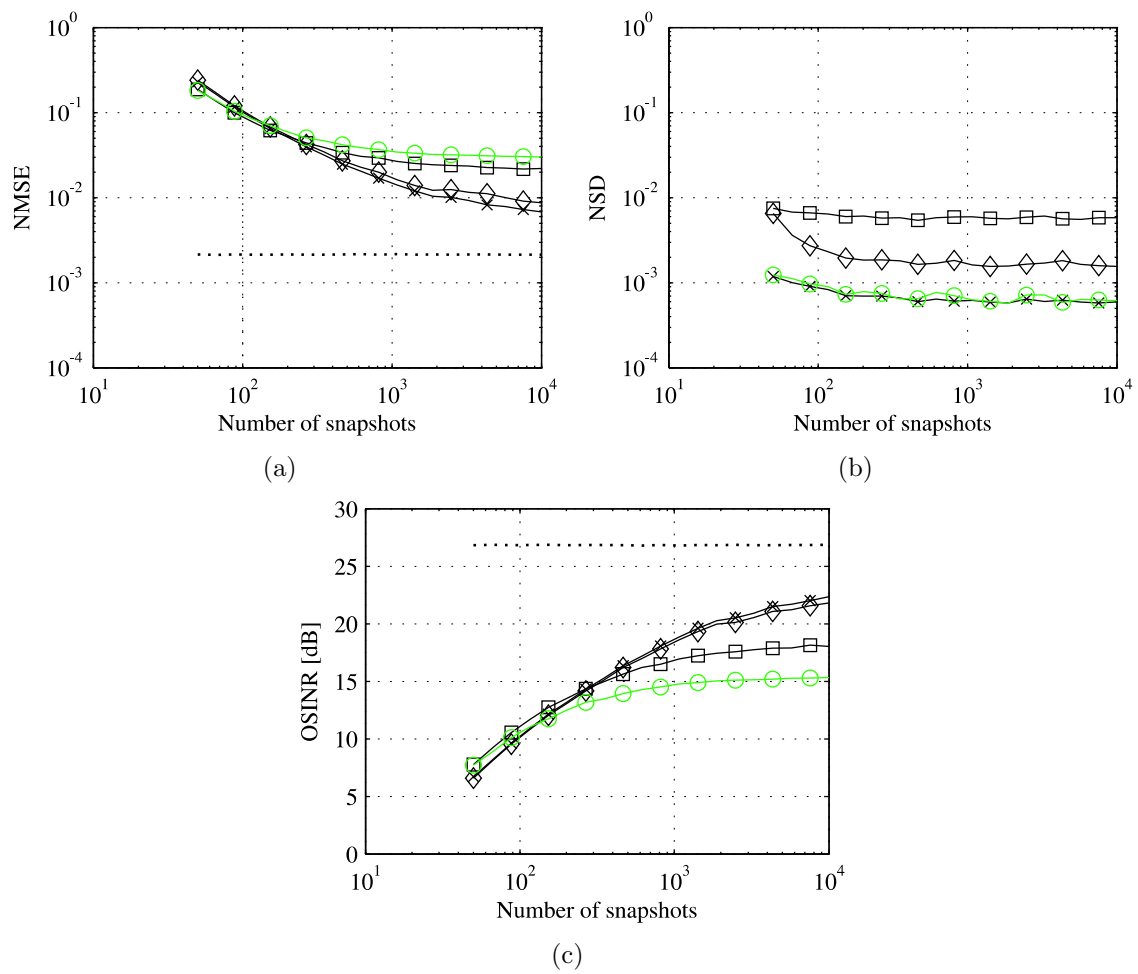 10^0
10^-1
10^-2
10^-3
10^-4
NMSE
10^1 10^2 10^3 10^4
Number of snapshots
(a)
10^0
10^-1
10^-2
10^-3
10^-4
NSD
10^1 10^2 10^3 10^4
Number of snapshots
(b)
30
25
20
15
10
5
0
OSINR [dB]
10^1 10^2 10^3 10^4
Number of snapshots
(c)